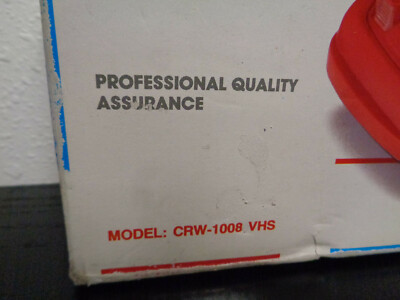 PROFESSIONAL QUALITY
ASSURANCE
MODEL: CRW-1008 VHS